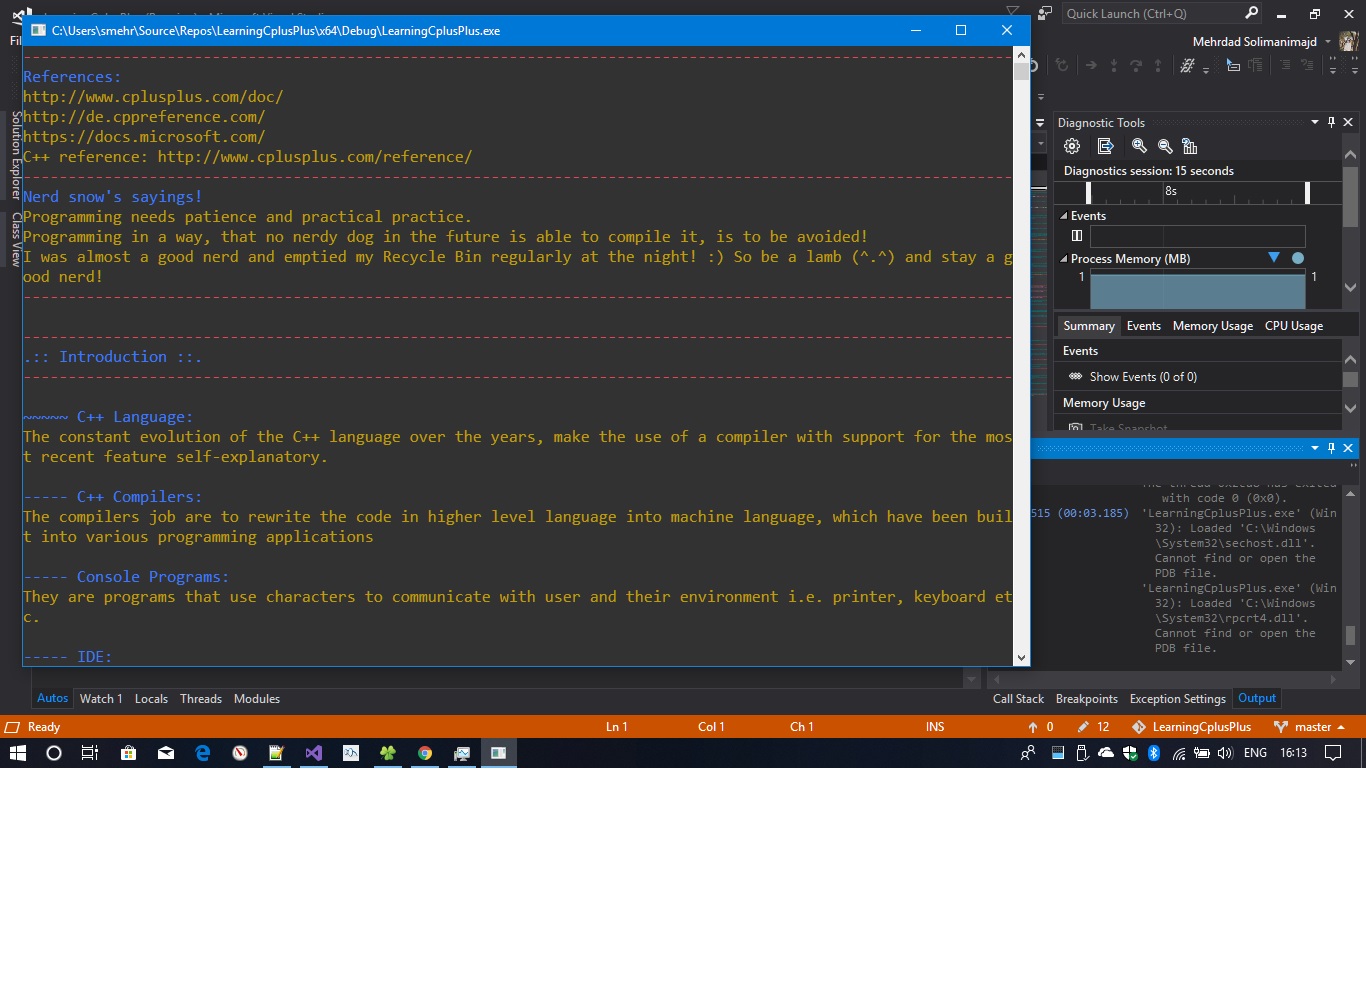 C:\Users\smehr\Source\Repos\LearningCplusPlus\x64\Debug\LearningCplusPlus.exe
Quick Launch (Ctrl+Q)
Mehrdad Solimanimajd
References:
http://www.cplusplus.com/doc/
http://de.cppreference.com/
https://docs.microsoft.com/
C++ reference: http://www.cplusplus.com/reference/
Nerd snow's sayings!
Programming needs patience and practical practice.
Programming in a way, that no nerdy dog in the future is able to compile it, is to be avoided!
I was almost a good nerd and emptied my Recycle Bin regularly at the night! :) So be a lamb (^.^) and stay a g
ood nerd!
.:: Introduction ::.
~~~~~ C++ Language:
The constant evolution of the C++ language over the years, make the use of a compiler with support for the mos
t recent feature self-explanatory.
----- C++ Compilers:
The compilers job are to rewrite the code in higher level language into machine language, which have been buil
t into various programming applications
----- Console Programs:
They are programs that use characters to communicate with user and their environment i.e. printer, keyboard et
c.
----- IDE:
Solution Explorer
Class View
Diagnostic Tools
Diagnostics session: 15 seconds
8s
Events
Process Memory (MB)
1 1
Summary Events Memory Usage CPU Usage
Events
Show Events (0 of 0)
Memory Usage
Take Snapshot
with code 0 (0x0).
515 (00:03.185) 'LearningCplusPlus.exe' (Win
32): Loaded 'C:\Windows
\System32\sechost.dll'.
Cannot find or open the
PDB file.
'LearningCplusPlus.exe' (Win
32): Loaded 'C:\Windows
\System32\rpcrt4.dll'.
Cannot find or open the
PDB file.
Autos Watch 1 Locals Threads Modules
Call Stack Breakpoints Exception Settings Output
Ready Ln 1 Col 1 Ch 1 INS 0 12 LearningCplusPlus master
ENG 16:13